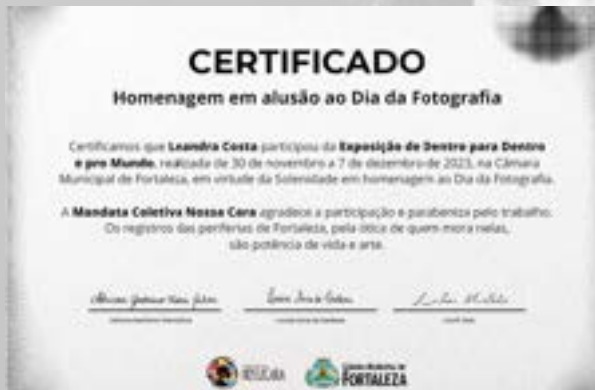 CERTIFICADO
Homenagem em alusão ao Dia da Fotografia
Certificamos que Leandra Costa participou da Exposição de Dentro para Dentro
e pro Mundo, realizada de 30 de novembro a 7 de dezembro de 2023, na Câmara
Municipal de Fortaleza, em virtude da Solenidade em homenagem ao Dia da Fotografia.
A Mandata Coletiva Nossa Cara agradece a participação e parabeniza pelo trabalho.
Os registros das periferias de Fortaleza, pela ótica de quem mora nelas,
são potência de vida e arte.
Câmara Municipal de
FORTALEZA